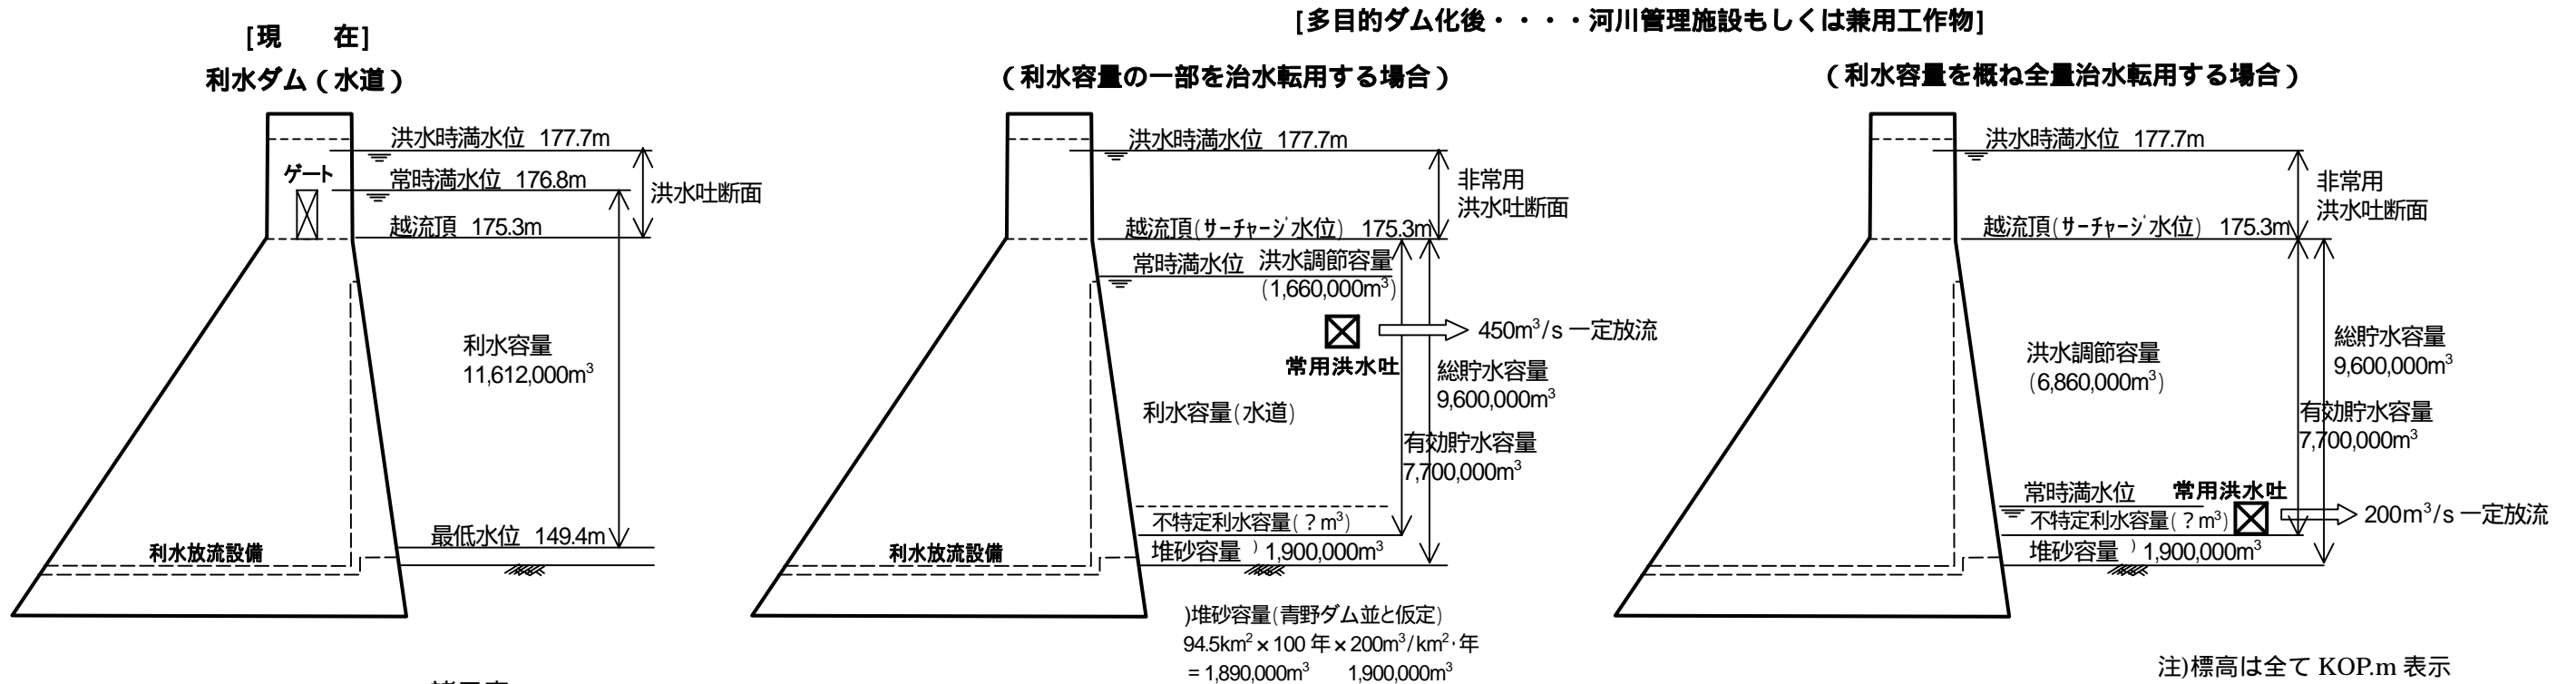 [現　在]
利水ダム（水道）
洪水時満水位 177.7m
ゲート
常時満水位 176.8m
洪水吐断面
越流頂 175.3m
利水容量
11,612,000m³
最低水位 149.4m
利水放流設備
[多目的ダム化後・・・・河川管理施設もしくは兼用工作物]
（利水容量の一部を治水転用する場合）
洪水時満水位 177.7m
非常用
洪水吐断面
越流頂(サーチャージ水位) 175.3m
常時満水位
洪水調節容量
(1,660,000m³)
450m³/s 一定放流
常用洪水吐
総貯水容量
9,600,000m³
利水容量(水道)
有効貯水容量
7,700,000m³
不特定利水容量(？m³)
堆砂容量 ) 1,900,000m³
利水放流設備
)堆砂容量(青野ダム並と仮定)
94.5km²×100 年×200m³/km²・年
=1,890,000m³　1,900,000m³
（利水容量を概ね全量治水転用する場合）
洪水時満水位 177.7m
非常用
洪水吐断面
越流頂(サーチャージ水位) 175.3m
総貯水容量
9,600,000m³
洪水調節容量
(6,860,000m³)
有効貯水容量
7,700,000m³
常時満水位
常用洪水吐
不特定利水容量(？m³)
200m³/s 一定放流
堆砂容量 ) 1,900,000m³
注)標高は全て KOP.m 表示